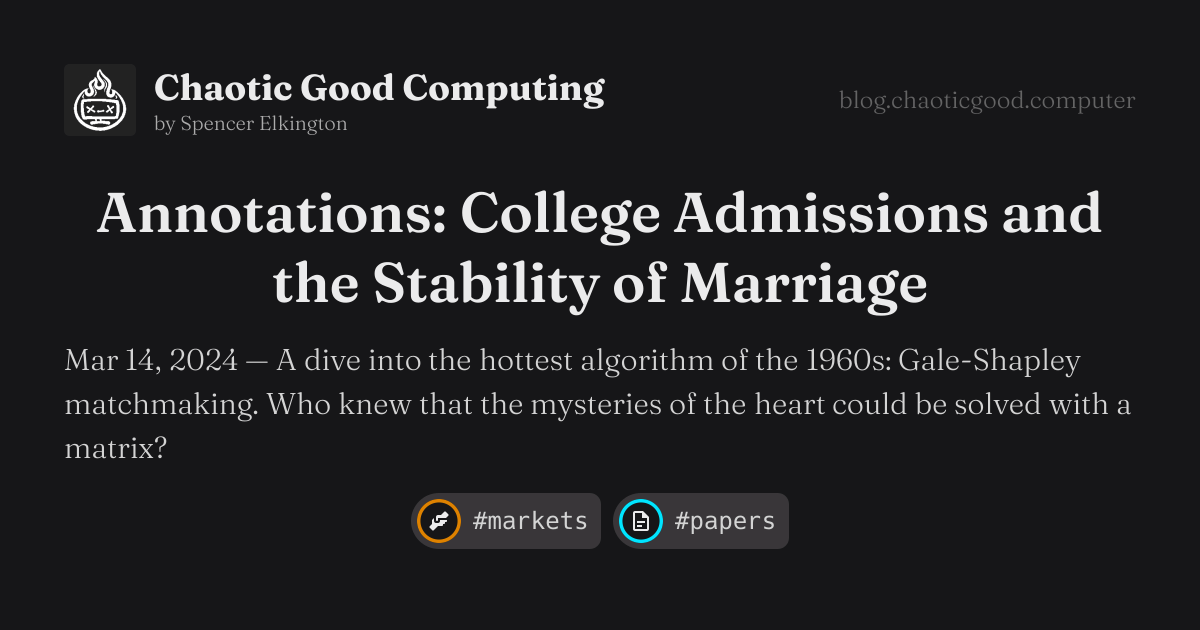 Chaotic Good Computing
by Spencer Elkington
blog.chaoticgood.computer
Annotations: College Admissions and
the Stability of Marriage
Mar 14, 2024 — A dive into the hottest algorithm of the 1960s: Gale-Shapley
matchmaking. Who knew that the mysteries of the heart could be solved with a
matrix?
#markets
#papers